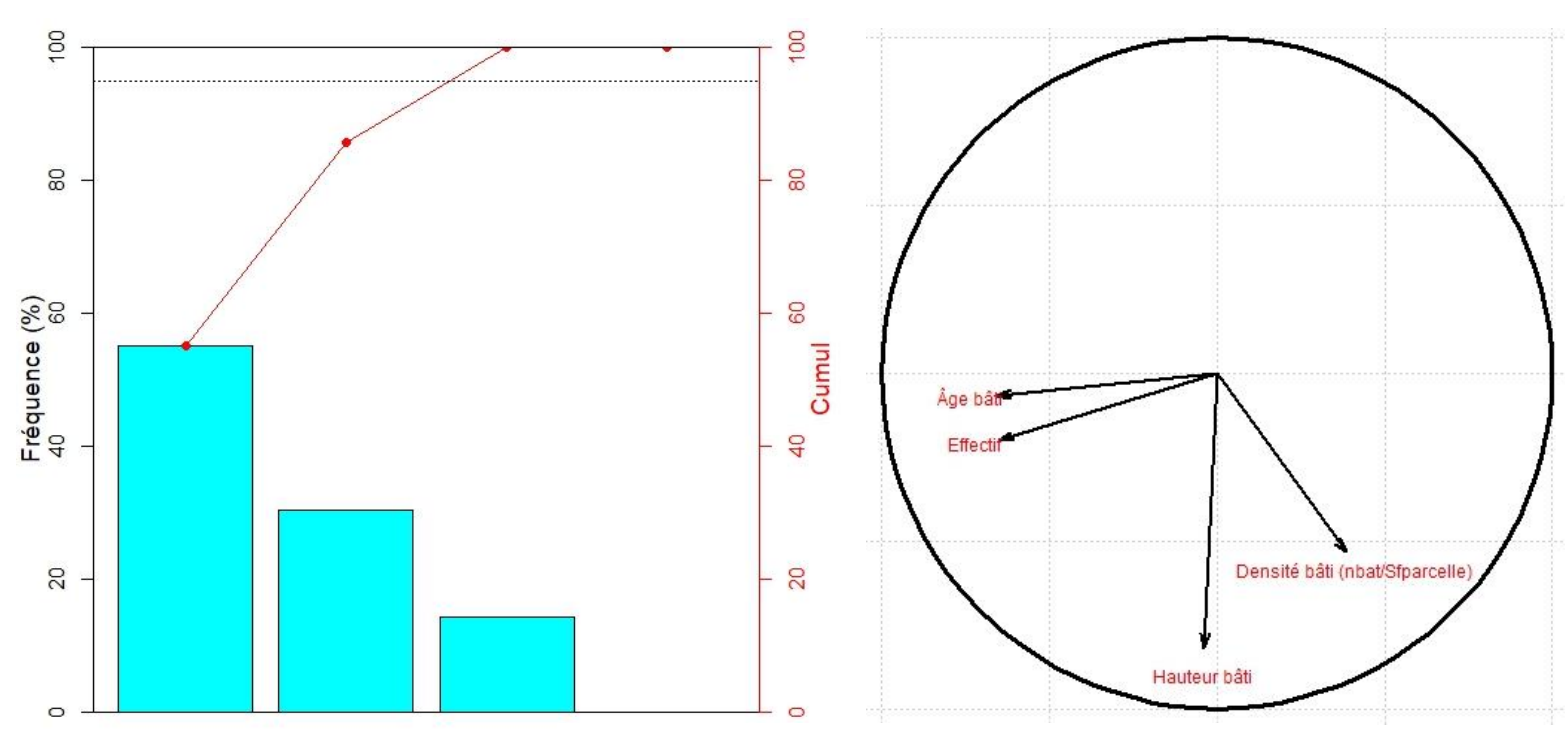 100
80
60
40
20
0
Fréquence (%)
100
80
60
40
20
0
Cumul
Âge bâti
Effectif
Densité bâti (nbat/Sfparcelle)
Hauteur bâti